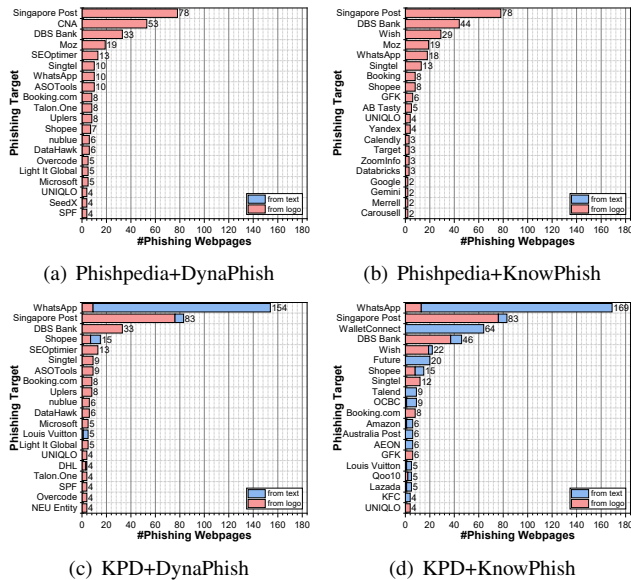 Phishing Target
Singapore Post 78
CNA 53
DBS Bank 33
Moz 19
SEOptimer 13
Singtel 10
WhatsApp 10
ASOTools 10
Booking.com 8
Talon.One 8
Uplers 8
Shopee 7
nublue 6
DataHawk 6
Overcode 5
Light It Global 5
Microsoft 5
UNIQLO 4
SeedX 4
SPF 4
from text
from logo
0 20 40 60 80 100 120 140 160 180
#Phishing Webpages
(a) Phishpedia+DynaPhish
Phishing Target
Singapore Post 78
DBS Bank 44
Wish 29
Moz 19
WhatsApp 18
Singtel 13
Booking 8
Shopee 8
GFK 6
AB Tasty 5
UNIQLO 4
Yandex 4
Calendly 3
Target 3
ZoomInfo 3
Databricks 3
Google 2
Gemini 2
Merrell 2
Carousell 2
from text
from logo
0 20 40 60 80 100 120 140 160 180
#Phishing Webpages
(b) Phishpedia+KnowPhish
Phishing Target
WhatsApp 154
Singapore Post 83
DBS Bank 33
Shopee 15
SEOptimier 13
Singtel 9
ASOTools 9
Booking.com 8
Uplers 8
nublue 6
DataHawk 6
Microsoft 5
Louis Vuitton 5
Light It Global 5
UNIQLO 4
DHL 4
Talon.One 4
SPF 4
Overcode 4
NEU Entity 4
from text
from logo
0 20 40 60 80 100 120 140 160 180
#Phishing Webpages
(c) KPD+DynaPhish
Phishing Target
WhatsApp 169
Singapore Post 83
WalletConnect 64
DBS Bank 46
Wish 22
Future 20
Shopee 15
Singtel 12
Talend 9
OCBC 9
Booking.com 8
Amazon 6
Australia Post 6
AEON 6
GFK 6
Louis Vuitton 5
Qoo10 5
Lazada 5
KFC 4
UNIQLO 4
from text
from logo
0 20 40 60 80 100 120 140 160 180
#Phishing Webpages
(d) KPD+KnowPhish